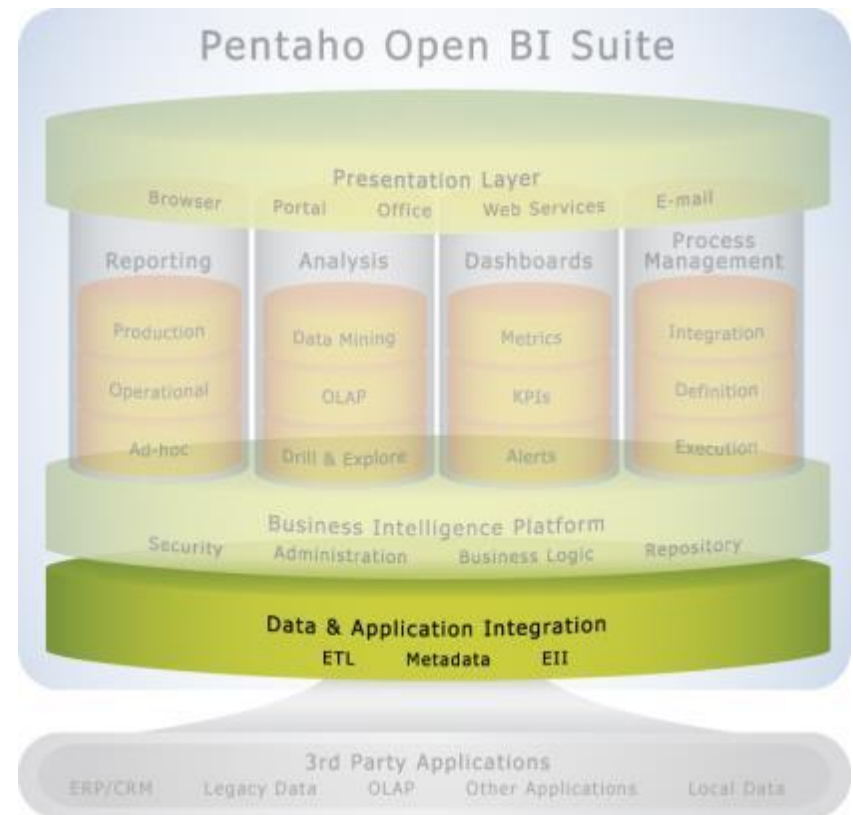 Pentaho Open BI Suite
Presentation Layer
Browser Portal Office Web Services E-mail
Reporting Analysis Dashboards Process Management
Production Data Mining Metrics Integration
Operational OLAP KPIs Definition
Ad-hoc Drill & Explore Alerts Execution
Business Intelligence Platform
Security Administration Business Logic Repository
Data & Application Integration
ETL Metadata EII
3rd Party Applications
ERP/CRM Legacy Data OLAP Other Applications Local Data